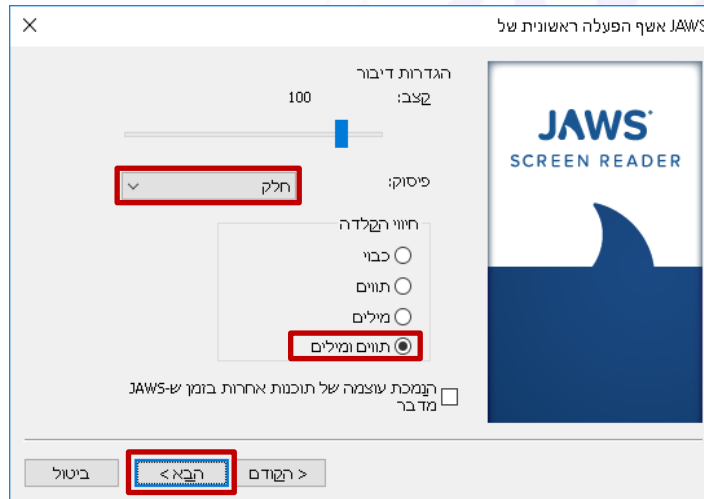 JAWS אשף הפעלה ראשונית של
הגדרות דיבור
קצב:
100
פיסוק:
חלק
חיווי הקלדה
כבוי
תווים
מילים
תווים ומילים
הנמכת עוצמה של תוכנות אחרות בזמן ש-JAWS
מדבר
JAWS
SCREEN READER
< הקודם
הבא >
ביטול